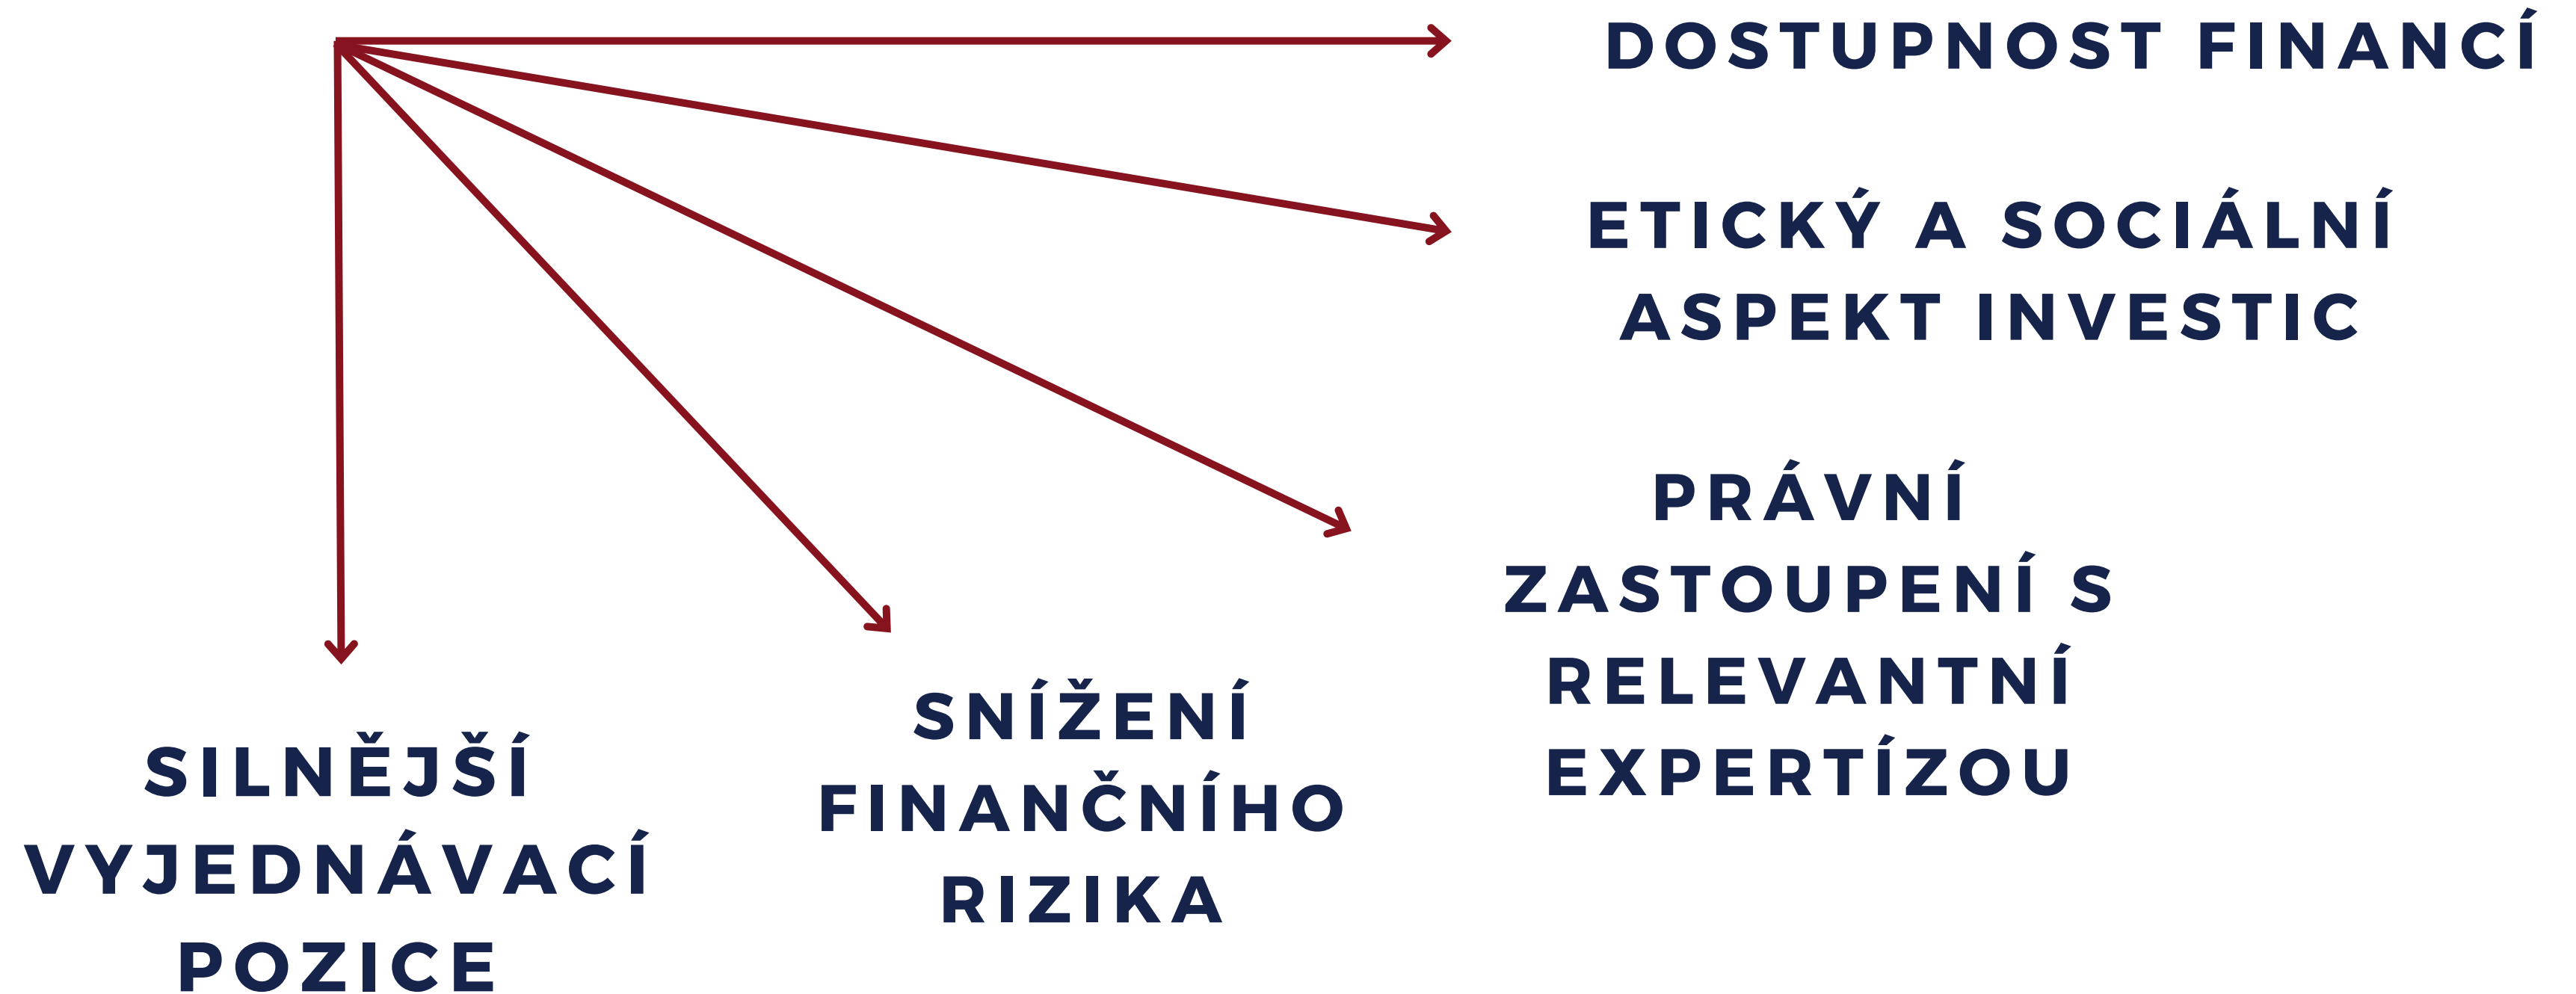 DOSTUPNOST FINANCÍ
ETICKÝ A SOCIÁLNÍ
ASPEKT INVESTIC
PRÁVNÍ
ZASTOUPENÍ S
RELEVANTNÍ
EXPERTÍZOU
SNÍŽENÍ
FINANČNÍHO
RIZIKA
SILNĚJŠÍ
VYJEDNÁVACÍ
POZICE